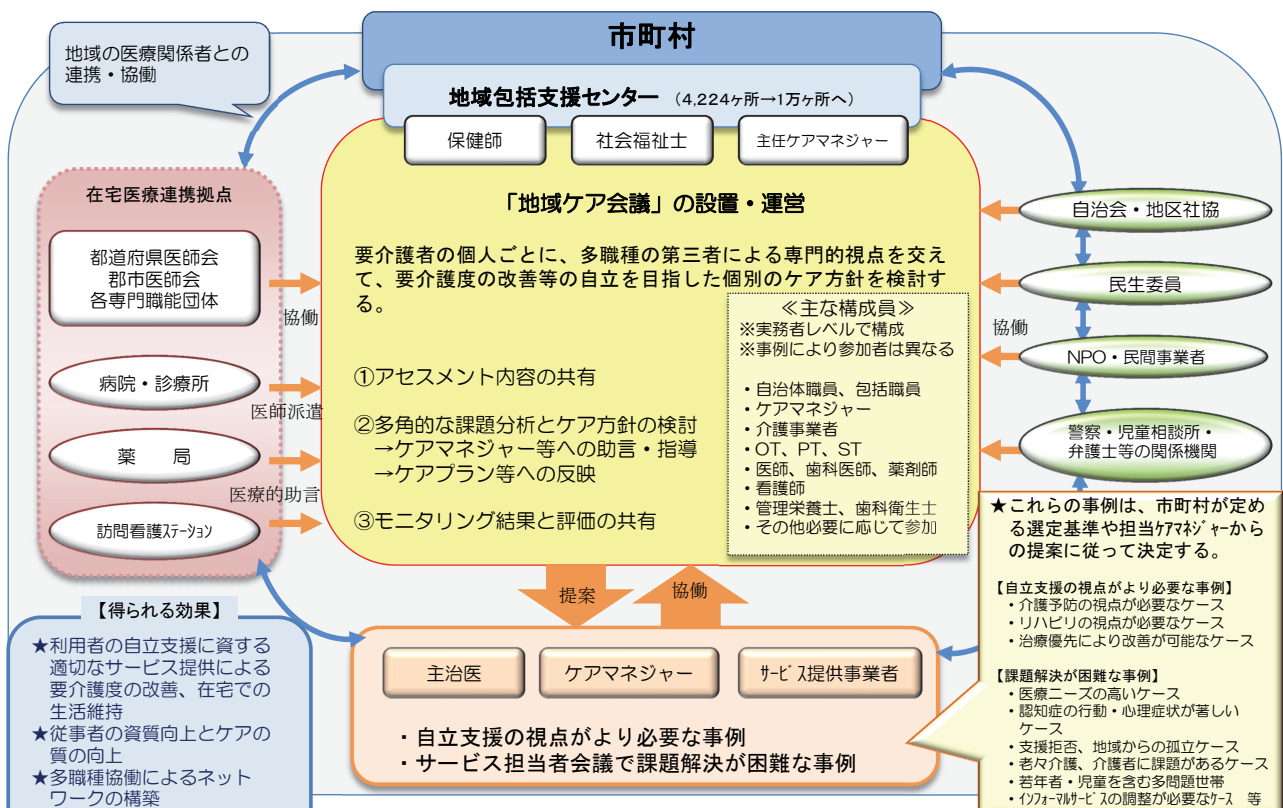 市町村
地域の医療関係者との
連携・協働
地域包括支援センター （4,224ヶ所→1万ヶ所へ）
保健師
社会福祉士
主任ケアマネジャー
在宅医療連携拠点
都道府県医師会
郡市医師会
各専門職能団体
協働
病院・診療所
医師派遣
薬　局
医療的助言
訪問看護ｽﾃｰｼｮﾝ
「地域ケア会議」の設置・運営
要介護者の個人ごとに、多職種の第三者による専門的視点を交え
て、要介護度の改善等の自立を目指した個別のケア方針を検討す
る。
①アセスメント内容の共有
②多角的な課題分析とケア方針の検討
→ケアマネジャー等への助言・指導
→ケアプラン等への反映
③モニタリング結果と評価の共有
≪主な構成員≫
※実務者レベルで構成
※事例により参加者は異なる
・自治体職員、包括職員
・ケアマネジャー
・介護事業者
・OT、PT、ST
・医師、歯科医師、薬剤師
・看護師
・管理栄養士、歯科衛生士
・その他必要に応じて参加
自治会・地区社協
民生委員
協働
NPO・民間事業者
警察・児童相談所・
弁護士等の関係機関
提案
協働
主治医
ケアマネジャー
ｻｰﾋﾞｽ提供事業者
・自立支援の視点がより必要な事例
・サービス担当者会議で課題解決が困難な事例
【得られる効果】
★利用者の自立支援に資する
適切なサービス提供による
要介護度の改善、在宅での
生活維持
★従事者の資質向上とケアの
質の向上
★多職種協働によるネット
ワークの構築
★これらの事例は、市町村が定め
る選定基準や担当ｹｱﾏﾈｼﾞｬｰから
の提案に従って決定する。
【自立支援の視点がより必要な事例】
・介護予防の視点が必要なケース
・リハビリの視点が必要なケース
・治療優先により改善が可能なケース
【課題解決が困難な事例】
・医療ニーズの高いケース
・認知症の行動・心理症状が著しい
ケース
・支援拒否、地域からの孤立ケース
・老々介護、介護者に課題があるケース
・若年者・児童を含む多問題世帯
・ｲﾝﾌｫｰﾏﾙｻｰﾋﾞｽの調整が必要なｹｰｽ 等